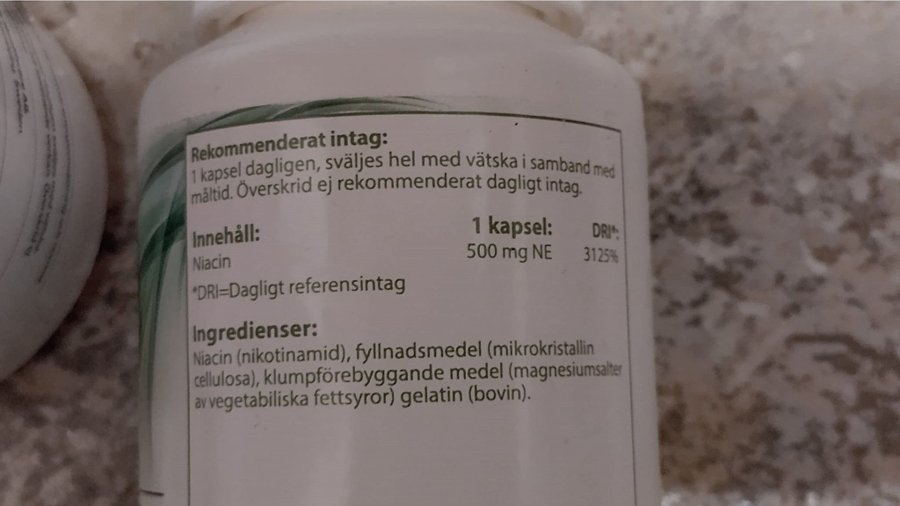 Rekommenderat intag:
1 kapsel dagligen, sväljes hel med vätska i samband med
måltid. Överskrid ej rekommenderat dagligt intag.
Innehåll: 1 kapsel: DRI*:
Niacin 500 mg NE 3125%
*DRI=Dagligt referensintag
Ingredienser:
Niacin (nikotinamid), fyllnadsmedel (mikrokristallin
cellulosa), klumpförebyggande medel (magnesiumsalter
av vegetabiliska fettsyror) gelatin (bovin).